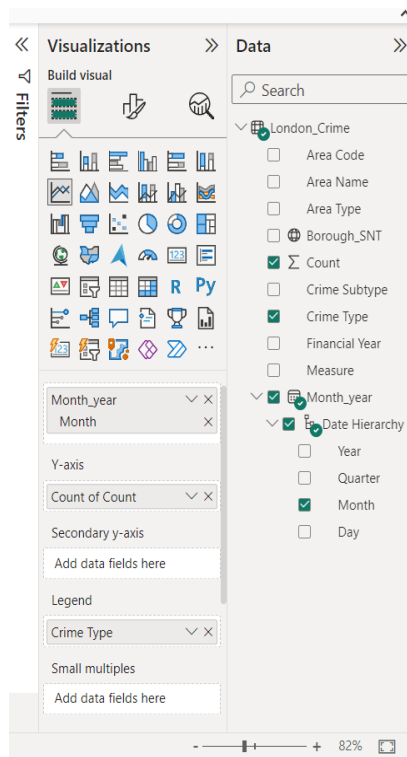 Visualizations
Build visual
Filters
123
R Py
123
Month_year
Month
Y-axis
Count of Count
Secondary y-axis
Add data fields here
Legend
Crime Type
Small multiples
Add data fields here
Data
Search
London_Crime
Area Code
Area Name
Area Type
Borough_SNT
Σ Count
Crime Subtype
Crime Type
Financial Year
Measure
Month_year
Date Hierarchy
Year
Quarter
Month
Day
- + 82%